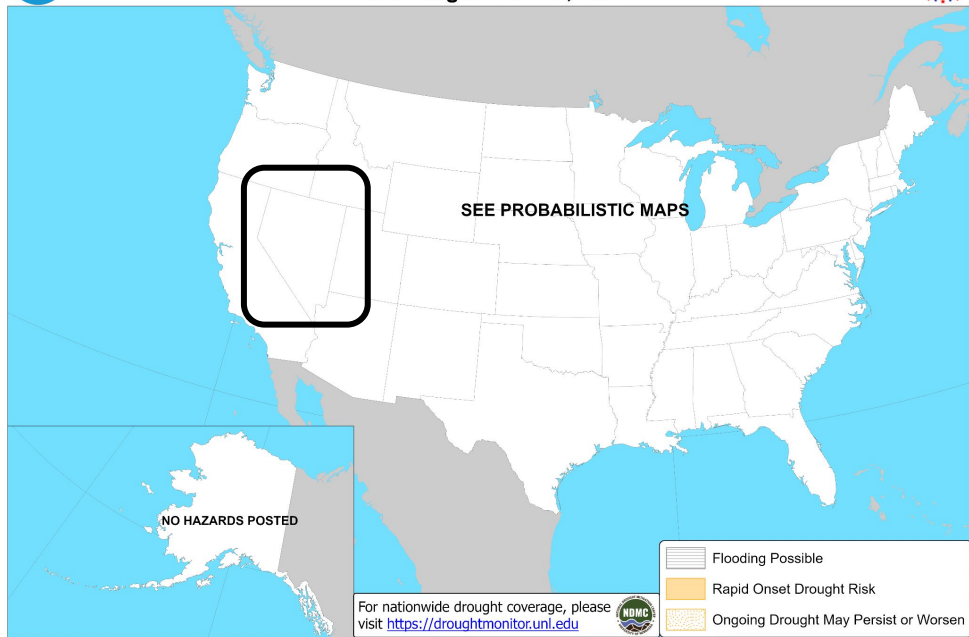 SEE PROBABILISTIC MAPS
NO HAZARDS POSTED
For nationwide drought coverage, please
visit https://droughtmonitor.unl.edu
NDMC
Flooding Possible
Rapid Onset Drought Risk
Ongoing Drought May Persist or Worsen